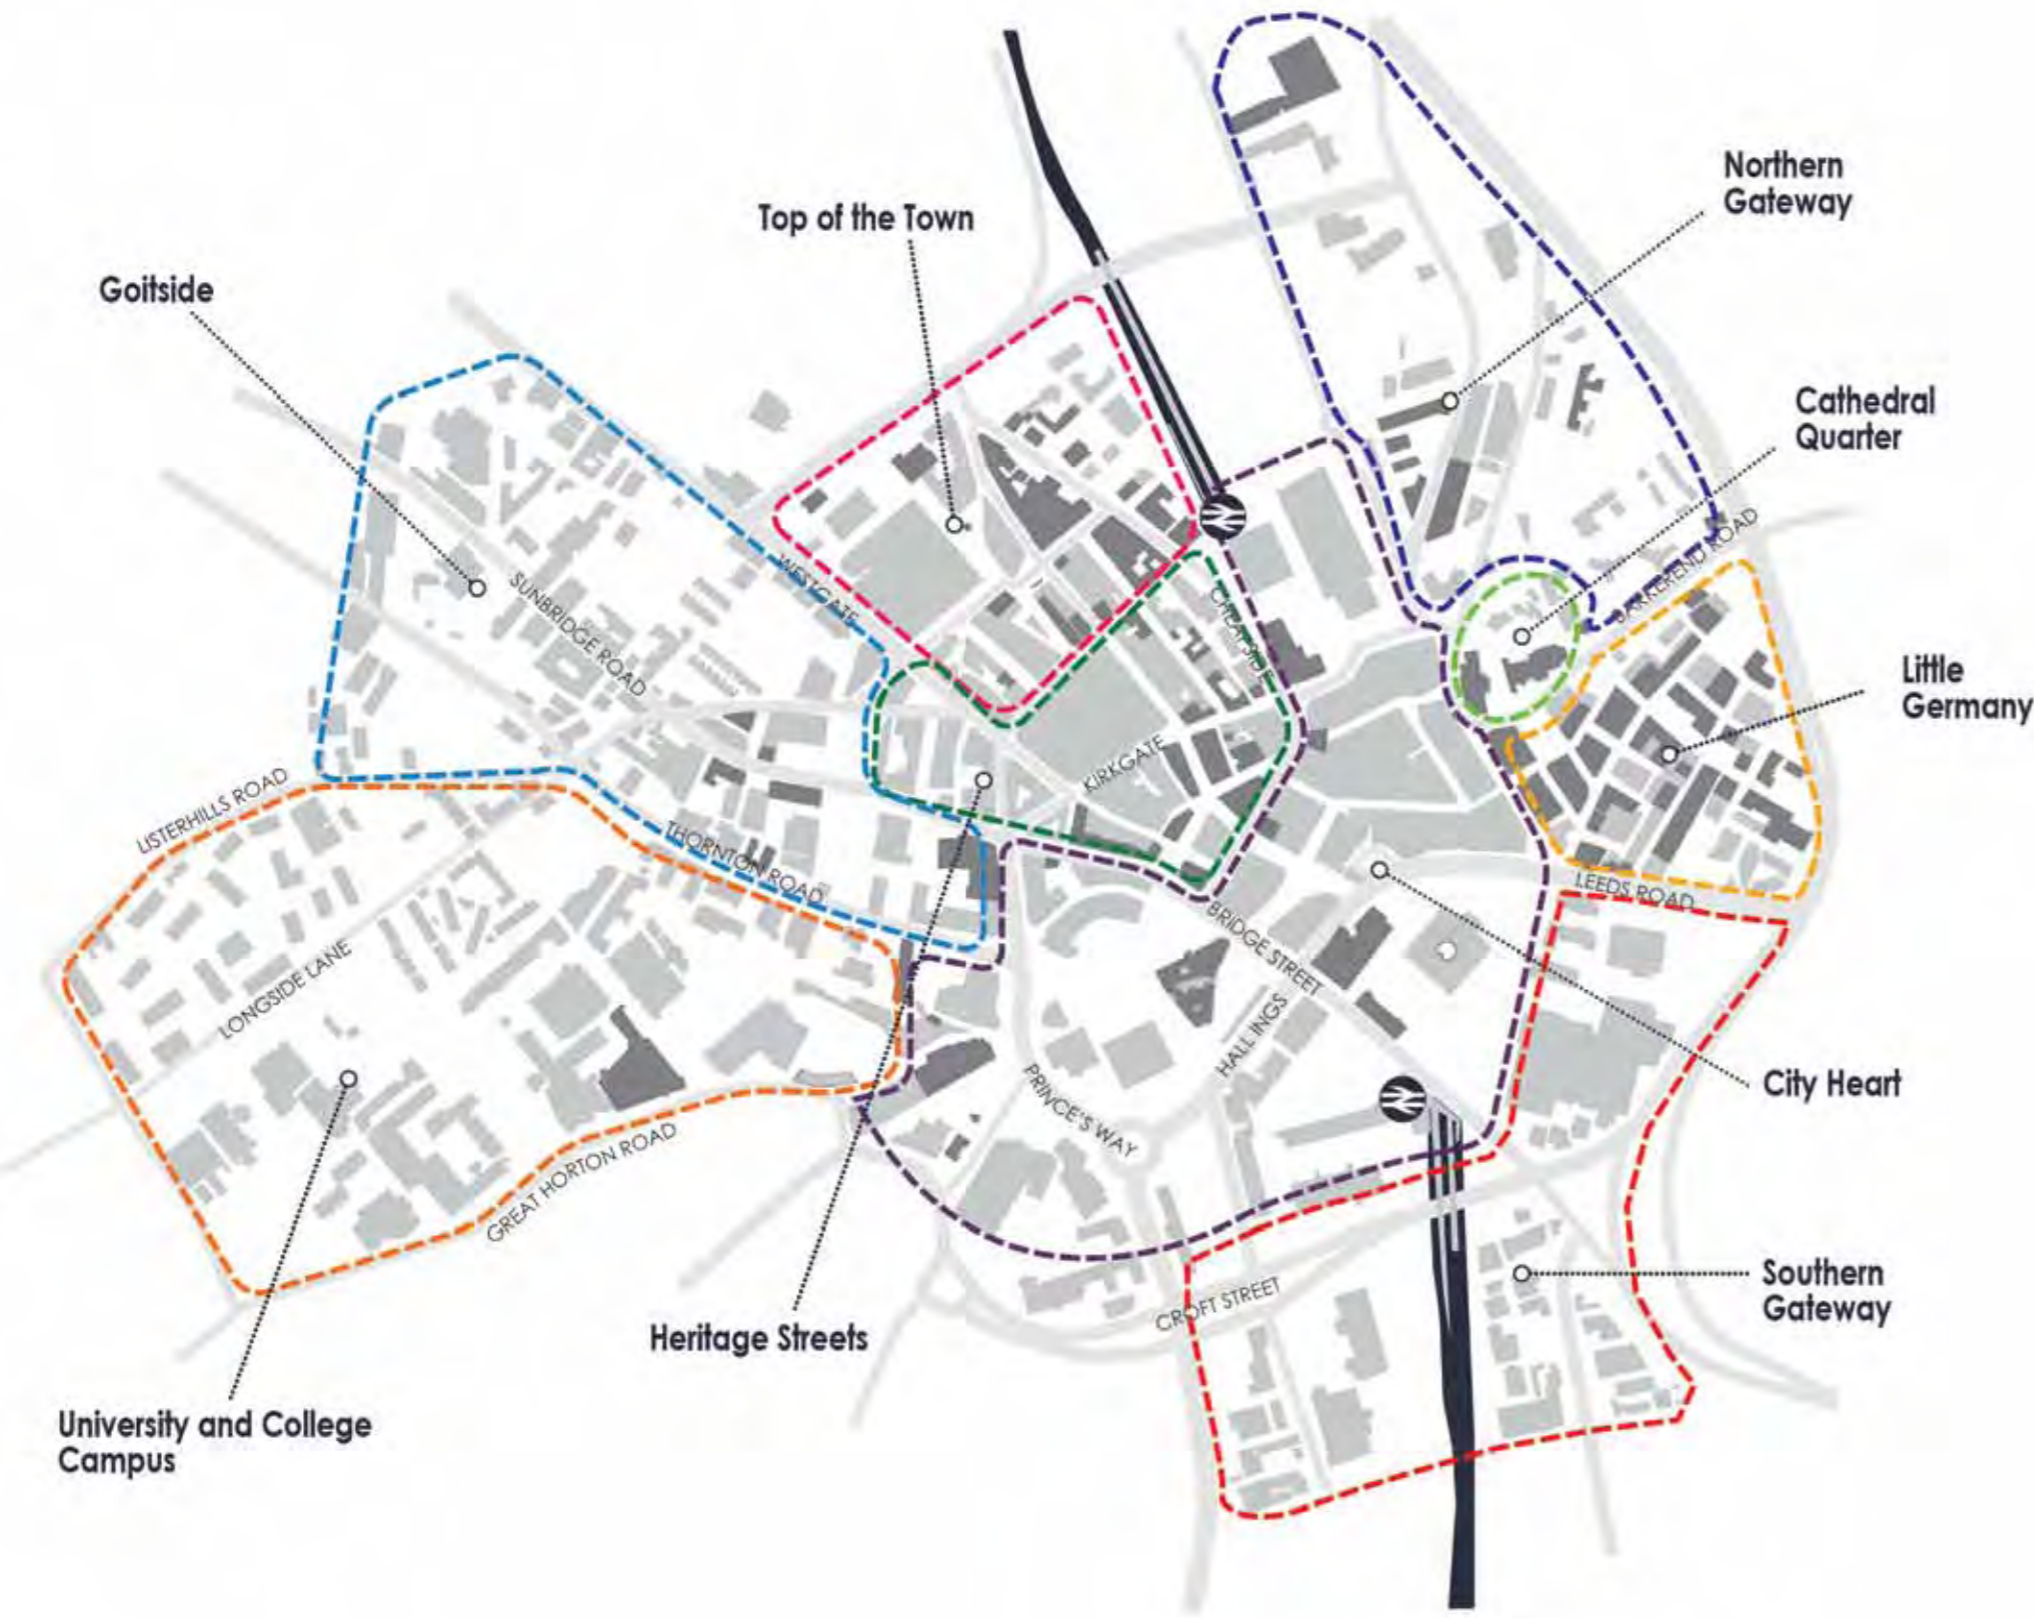 Northern
Gateway
Top of the Town
Goitside
Cathedral
Quarter
BARKEREND ROAD
WESTGATE
SUNBRIDGE ROAD
CHEAPSIDE
Little
Germany
KIRKGATE
LISTERHILLS ROAD
THORNTON ROAD
LEEDS ROAD
BRIDGE STREET
LONGSIDE LANE
HALL INGS
PRINCE'S WAY
City Heart
GREAT HORTON ROAD
Southern
Gateway
CROFT STREET
Heritage Streets
University and College
Campus